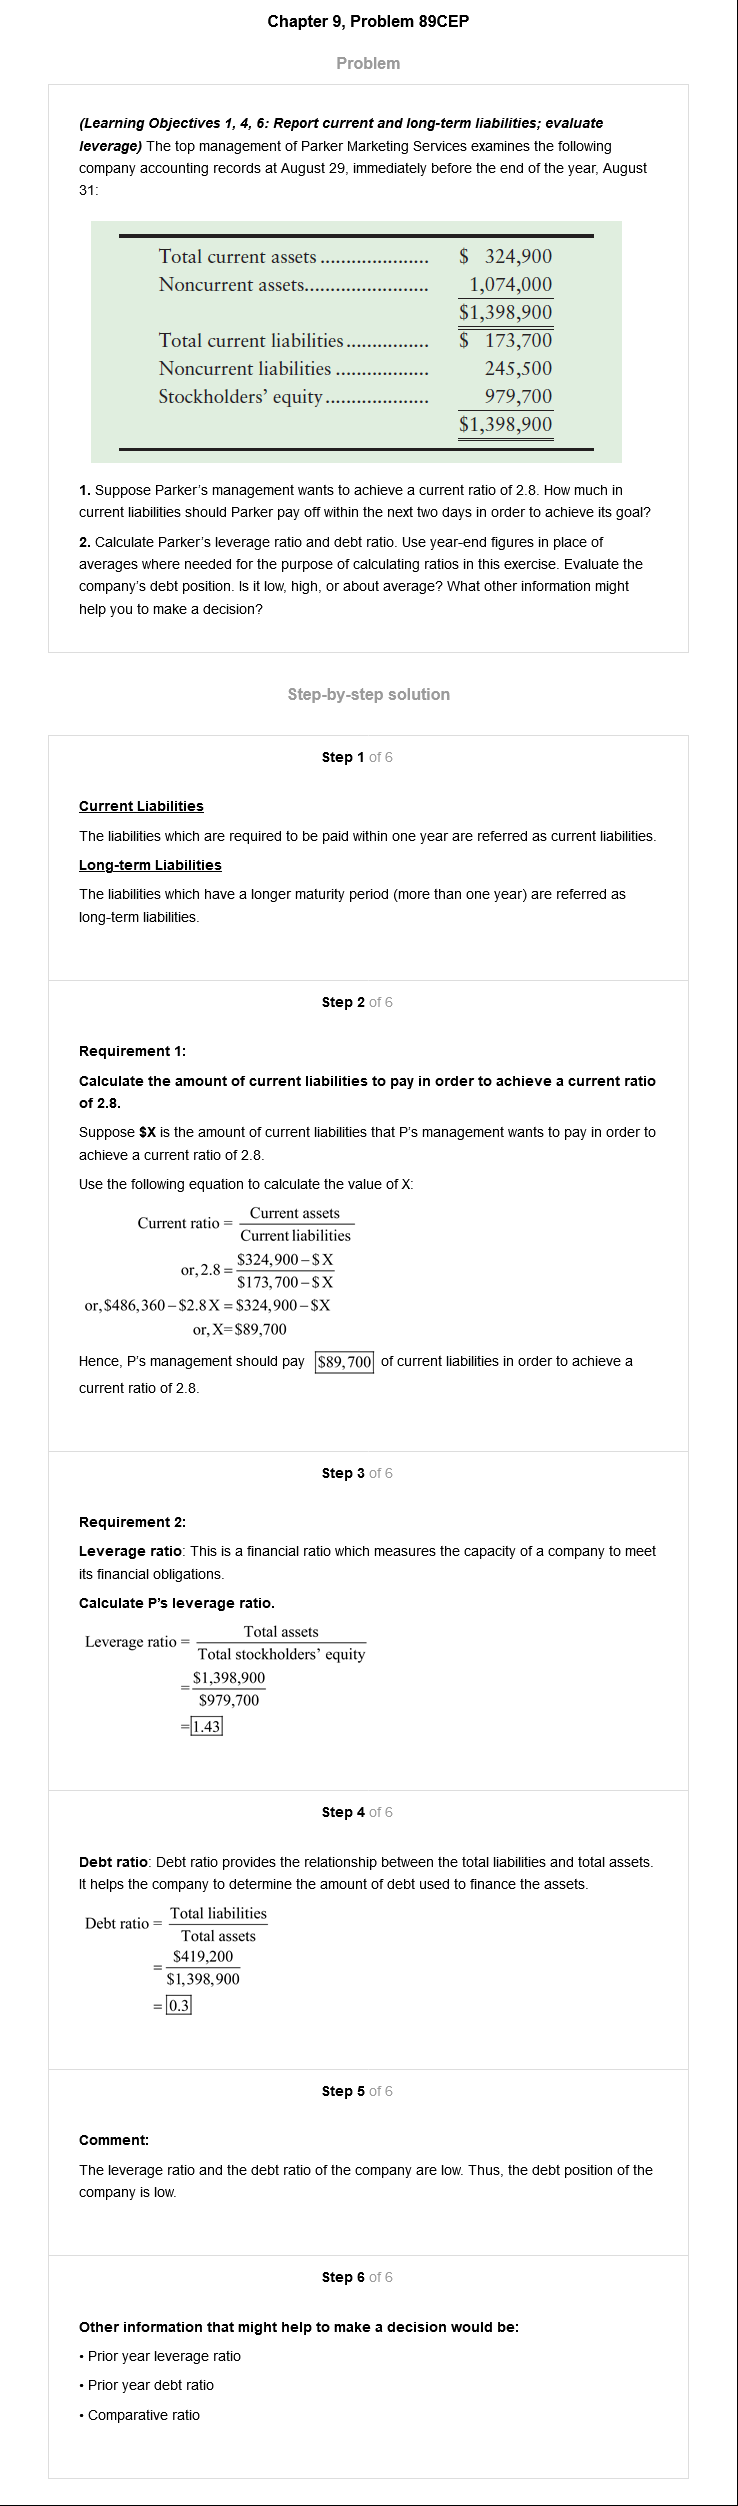 Chapter 9, Problem 89CEP
Problem
(Learning Objectives 1, 4, 6: Report current and long-term liabilities; evaluate
leverage) The top management of Parker Marketing Services examines the following
company accounting records at August 29, immediately before the end of the year, August
31:
Total current assets ..................... $ 324,900
Noncurrent assets........................ 1,074,000
$1,398,900
Total current liabilities................ $ 173,700
Noncurrent liabilities .................. 245,500
Stockholders' equity.................... 979,700
$1,398,900
1. Suppose Parker's management wants to achieve a current ratio of 2.8. How much in
current liabilities should Parker pay off within the next two days in order to achieve its goal?
2. Calculate Parker's leverage ratio and debt ratio. Use year-end figures in place of
averages where needed for the purpose of calculating ratios in this exercise. Evaluate the
company's debt position. Is it low, high, or about average? What other information might
help you to make a decision?
Step-by-step solution
Step 1 of 6
Current Liabilities
The liabilities which are required to be paid within one year are referred as current liabilities.
Long-term Liabilities
The liabilities which have a longer maturity period (more than one year) are referred as
long-term liabilities.
Step 2 of 6
Requirement 1:
Calculate the amount of current liabilities to pay in order to achieve a current ratio
of 2.8.
Suppose $X is the amount of current liabilities that P's management wants to pay in order to
achieve a current ratio of 2.8.
Use the following equation to calculate the value of X:
Current ratio = Current assets
Current liabilities
or, 2.8 = $324,900 – $X
$173,700 – $X
or, $486,360 – $2.8X = $324,900 – $X
or, X= $89,700
Hence, P's management should pay $89,700 of current liabilities in order to achieve a
current ratio of 2.8.
Step 3 of 6
Requirement 2:
Leverage ratio: This is a financial ratio which measures the capacity of a company to meet
its financial obligations.
Calculate P's leverage ratio.
Leverage ratio = Total assets
Total stockholders' equity
= $1,398,900
$979,700
= 1.43
Step 4 of 6
Debt ratio: Debt ratio provides the relationship between the total liabilities and total assets.
It helps the company to determine the amount of debt used to finance the assets.
Debt ratio = Total liabilities
Total assets
= $419,200
$1,398,900
= 0.3
Step 5 of 6
Comment:
The leverage ratio and the debt ratio of the company are low. Thus, the debt position of the
company is low.
Step 6 of 6
Other information that might help to make a decision would be:
• Prior year leverage ratio
• Prior year debt ratio
• Comparative ratio